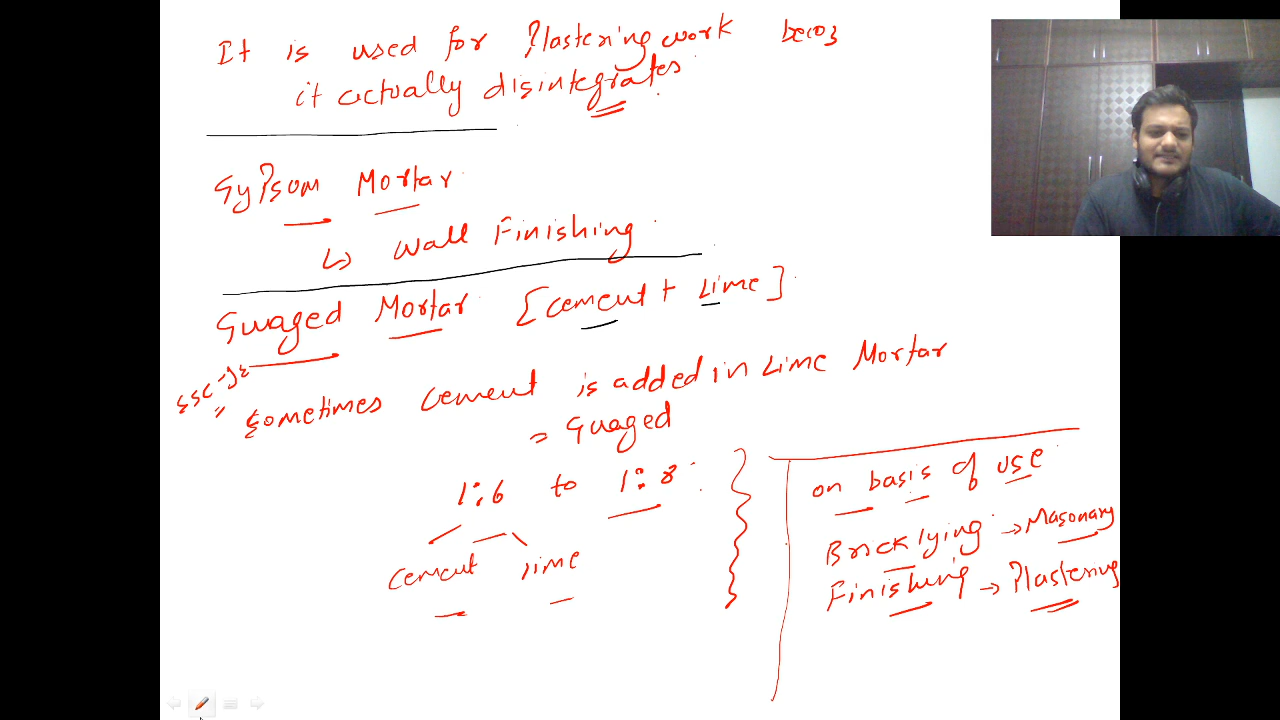 It is used for Plastering work becoz
it actually disintegrates
Gypsom Mortar
↳ Wall Finishing
Guaged Mortar [cement + Lime]
SSC-JE
Sometimes cement is added in Lime Mortar
= Guaged
1:6 to 1:8
cement lime
on basis of use
Bricklying → Masonary
Finishing → Plastering